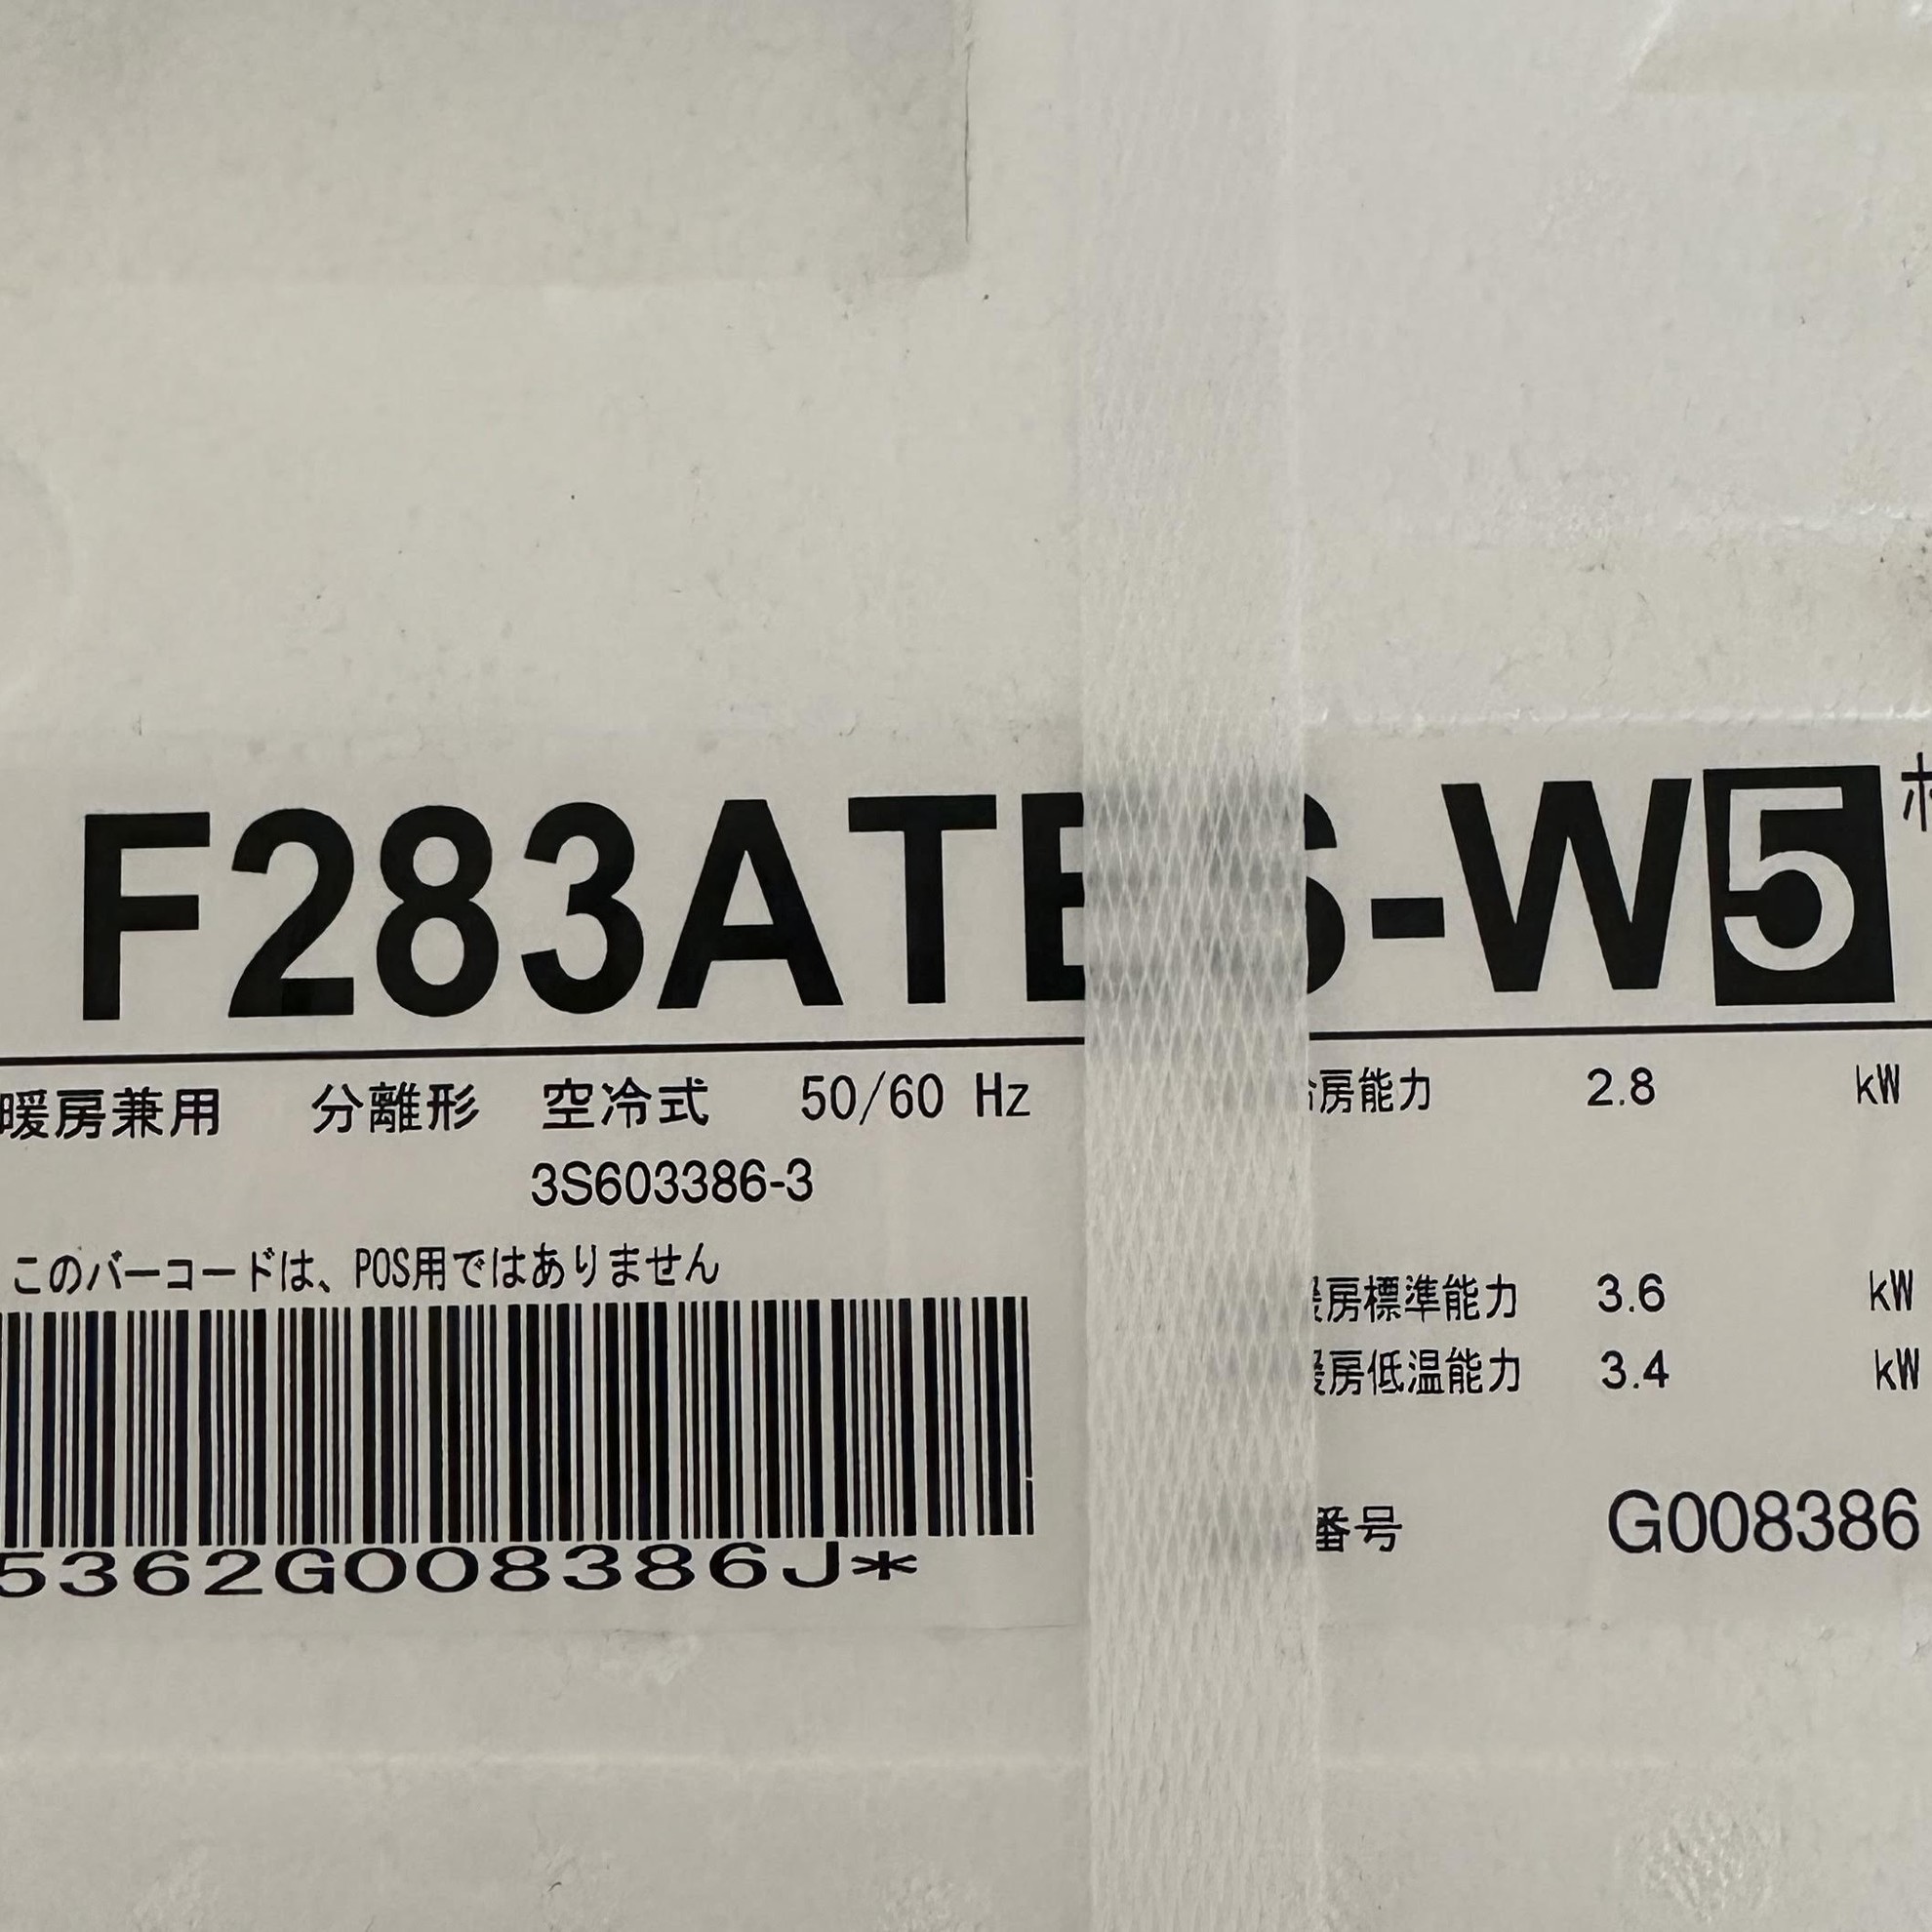 F283ATES-W5
暖房兼用 分離形 空冷式 50/60 Hz
房能力 2.8 kW
3S603386-3
このバーコードは、POS用ではありません
房標準能力 3.6 kW
房低温能力 3.4 kW
番号 G008386
5362G008386J*